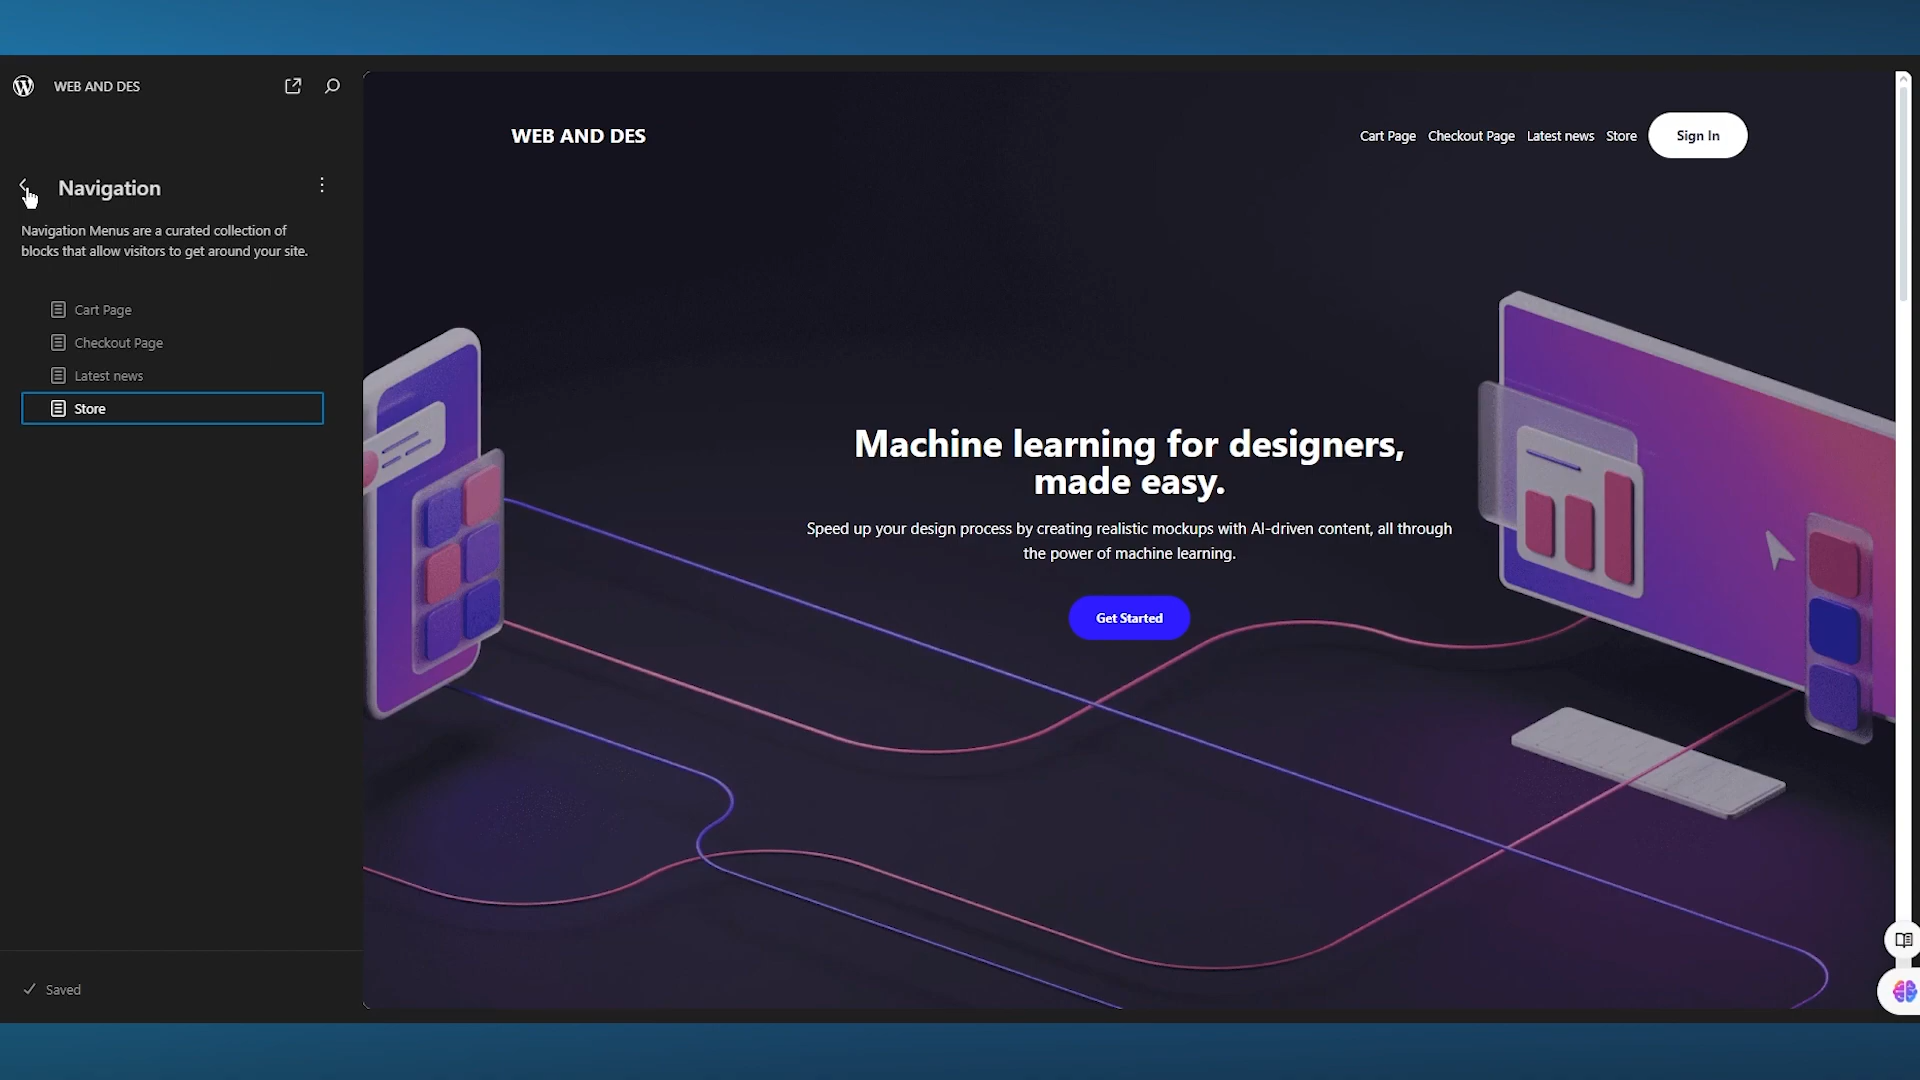 WEB AND DES
Navigation
Navigation Menus are a curated collection of
blocks that allow visitors to get around your site.
Cart Page
Checkout Page
Latest news
Store
Saved
WEB AND DES
Cart Page Checkout Page Latest news Store Sign In
Machine learning for designers,
made easy.
Speed up your design process by creating realistic mockups with AI-driven content, all through
the power of machine learning.
Get Started